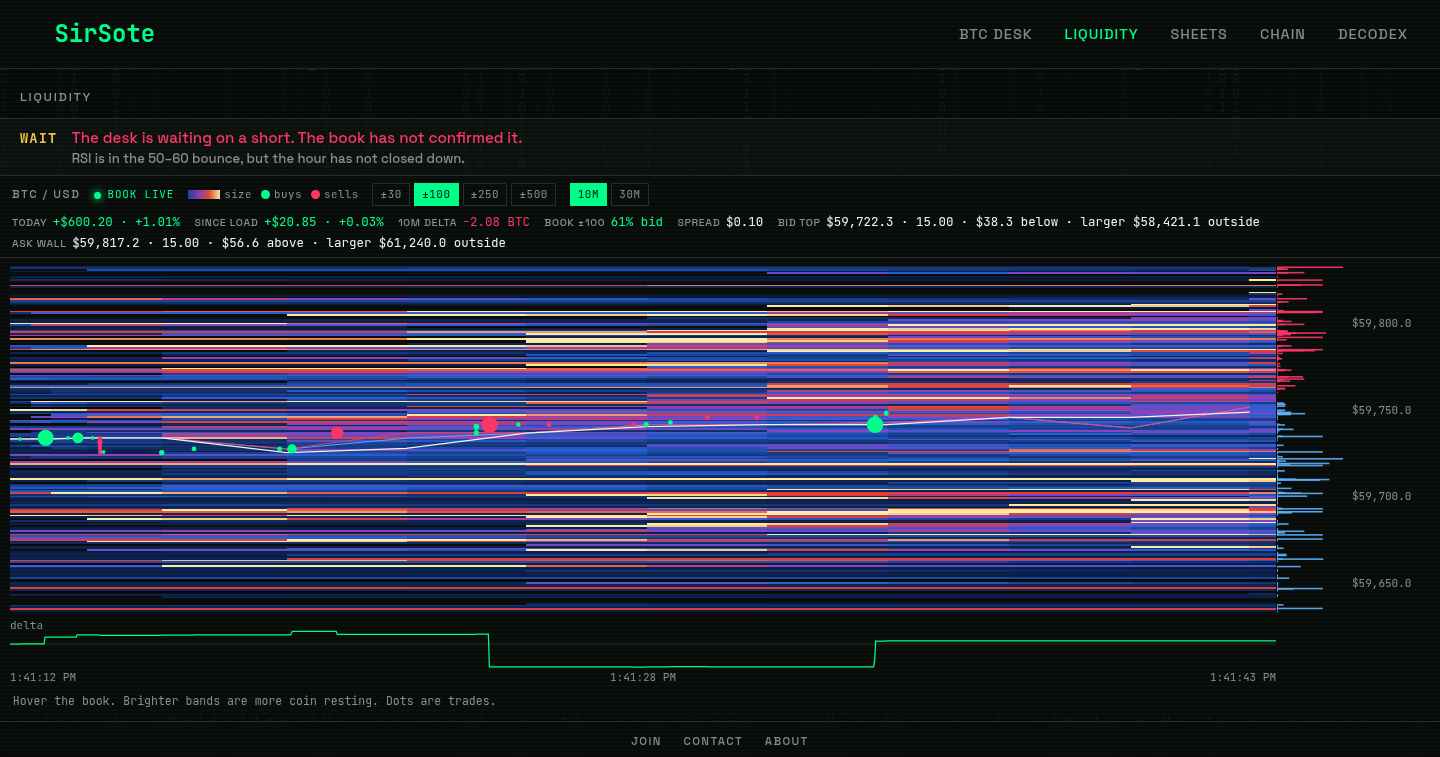 SirSote
BTC DESK LIQUIDITY SHEETS CHAIN DECODEX
LIQUIDITY
WAIT The desk is waiting on a short. The book has not confirmed it.
RSI is in the 50–60 bounce, but the hour has not closed down.
BTC / USD BOOK LIVE size buys sells ±30 ±100 ±250 ±500 10M 30M
TODAY +$600.20 · +1.01% SINCE LOAD +$20.85 · +0.03% 10M DELTA -2.08 BTC BOOK ±100 61% bid SPREAD $0.10 BID TOP $59,722.3 · 15.00 · $38.3 below · larger $58,421.1 outside
ASK WALL $59,817.2 · 15.00 · $56.6 above · larger $61,240.0 outside
$59,800.0
$59,750.0
$59,700.0
$59,650.0
delta
1:41:12 PM 1:41:28 PM 1:41:43 PM
Hover the book. Brighter bands are more coin resting. Dots are trades.
JOIN CONTACT ABOUT